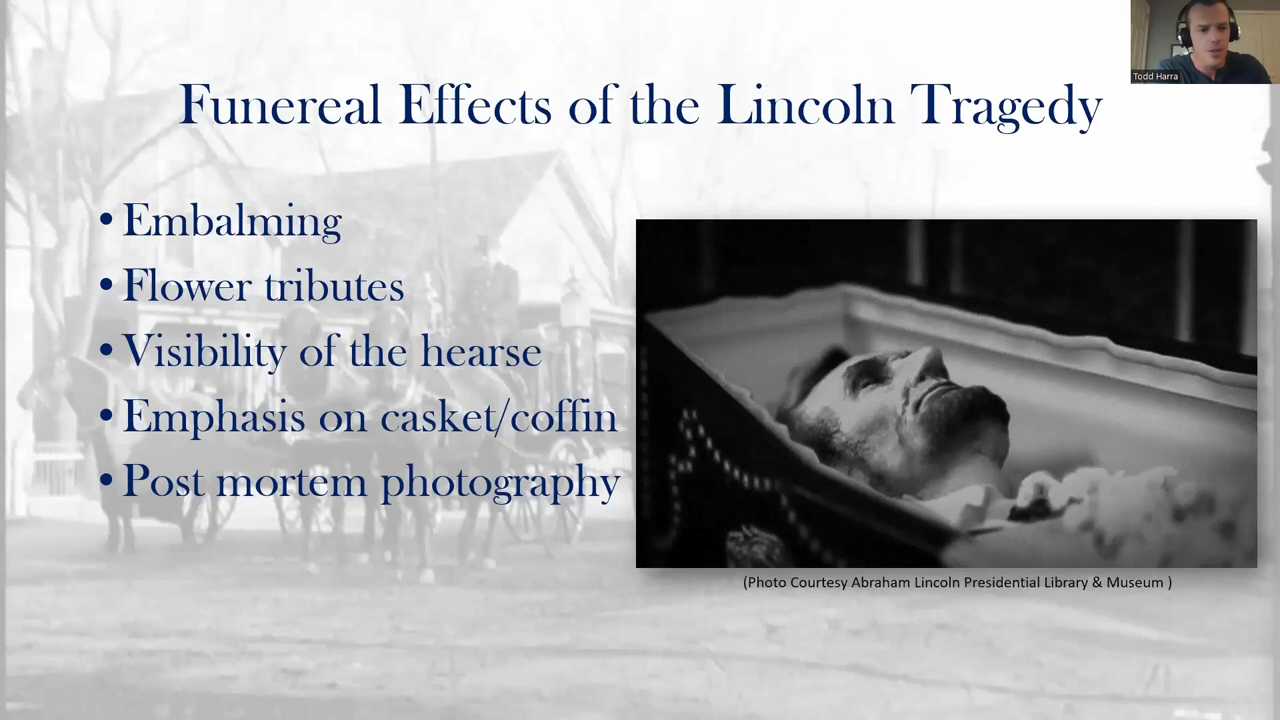 Todd Harra
Funereal Effects of the Lincoln Tragedy
• Embalming
• Flower tributes
• Visibility of the hearse
• Emphasis on casket/coffin
• Post mortem photography
(Photo Courtesy Abraham Lincoln Presidential Library & Museum )